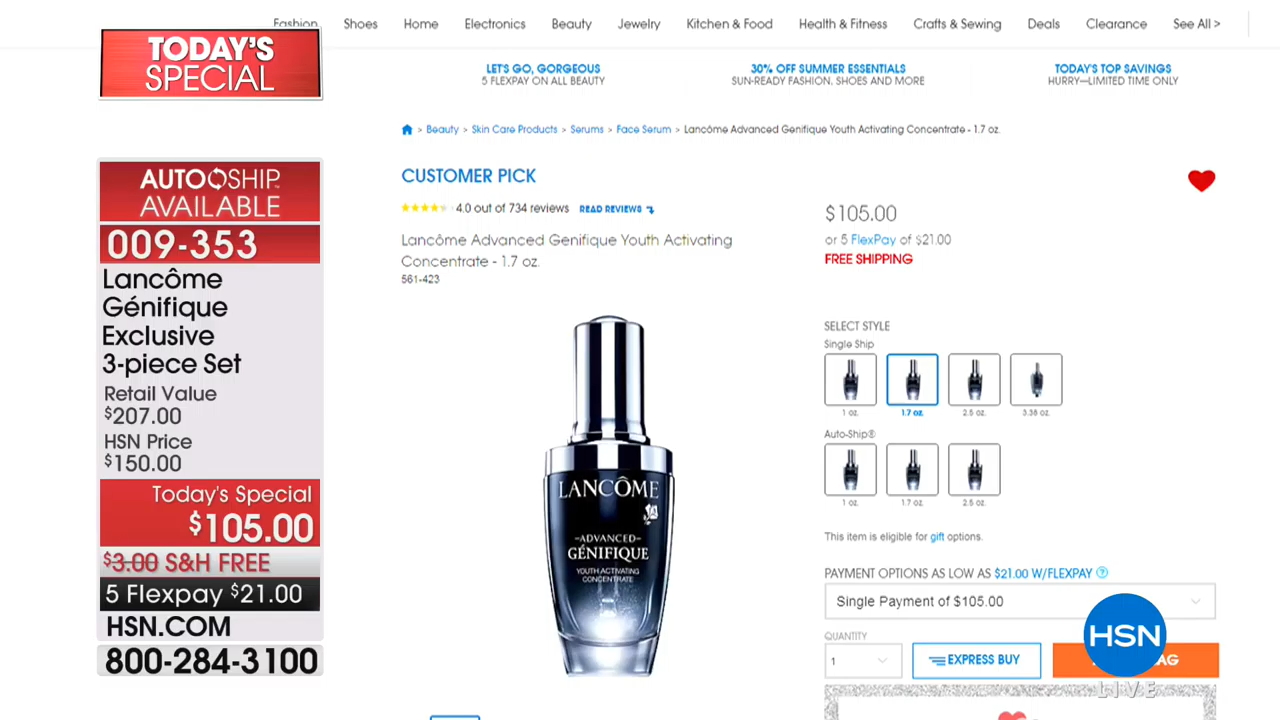 Fashion
Shoes
Home
Electronics
Beauty
Jewelry
Kitchen & Food
Health & Fitness
Crafts & Sewing
Deals
Clearance
See All >
TODAY'S
SPECIAL
LET'S GO, GORGEOUS
5 FLEXPAY ON ALL BEAUTY
30% OFF SUMMER ESSENTIALS
SUN-READY FASHION, SHOES AND MORE
TODAY'S TOP SAVINGS
HURRY—LIMITED TIME ONLY
> Beauty > Skin Care Products > Serums > Face Serum > Lancôme Advanced Genifique Youth Activating Concentrate - 1.7 oz.
AUTO SHIP™
AVAILABLE
009-353
Lancôme
Génifique
Exclusive
3-piece Set
Retail Value
$207.00
HSN Price
$150.00
Today's Special
$105.00
$3.00 S&H FREE
5 Flexpay $21.00
HSN.COM
800-284-3100
CUSTOMER PICK
4.0 out of 734 reviews READ REVIEWS
Lancôme Advanced Genifique Youth Activating
Concentrate - 1.7 oz.
561-423
LANCÔME
-ADVANCED-
GÉNIFIQUE
YOUTH ACTIVATING
CONCENTRATE
$105.00
or 5 FlexPay of $21.00
FREE SHIPPING
SELECT STYLE
Single Ship
1 oz.
1.7 oz.
2.5 oz.
3.38 oz.
Auto-Ship®
1 oz.
1.7 oz.
2.5 oz.
This item is eligible for gift options.
PAYMENT OPTIONS AS LOW AS $21.00 W/FLEXPAY ?
Single Payment of $105.00
QUANTITY
1
EXPRESS BUY
AG
HSN
LIVE